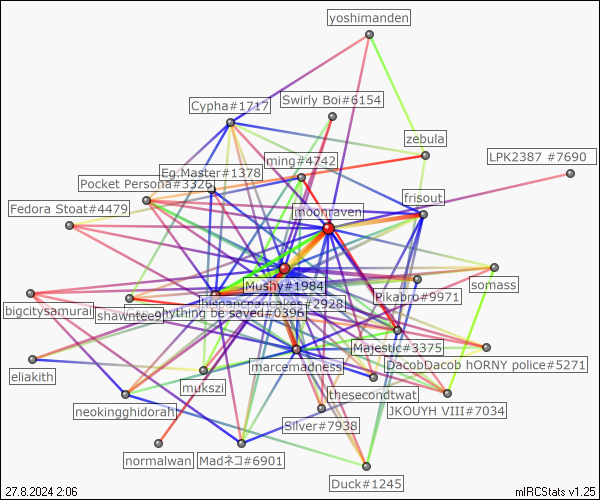 yoshimanden
Swirly Boi#6154
Cypha#1717
zebula
ming#4742
LPK2387 #7690
Eg.Master#1378
Pocket Persona#3326
frisout
Fedora Stoat#4479
moonraven
somass
Mushy#1984
Pikabro#9971
bigcitysamurai
shawntee9
hispanicpancakes#2928
anything be saved#0396
Majestic#3375
DacobDacob hORNY police#5271
marcemadness
eliakith
mukszi
thesecondtwat
JKOUYH VIII#7034
neokingghidorah
Silver#7938
normalwan
Madネコ#6901
Duck#1245
27.8.2024 2:06
mIRCStats v1.25